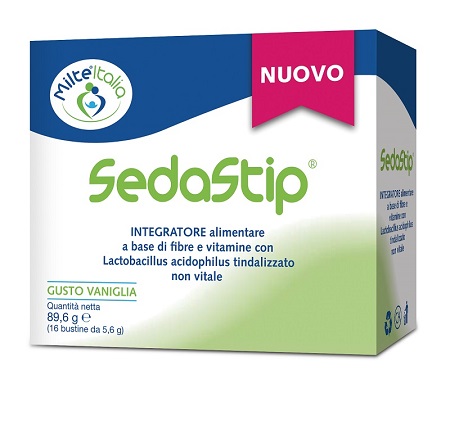 Milte® Italia
NUOVO
SedaStip®
INTEGRATORE alimentare
a base di fibre e vitamine con
Lactobacillus acidophilus tindalizzato
non vitale
GUSTO VANIGLIA
Quantità netta
89,6 g ℮
(16 bustine da 5,6 g)
SedaStip®
INTEGRATORE alimentare
a base di fibre e
vitamine con
Lactobacillus acidophilus
tindalizzato
non vitale